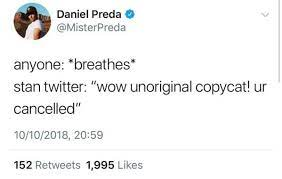 Daniel Preda
@MisterPreda
anyone: *breathes*
stan twitter: “wow unoriginal copycat! ur
cancelled”
10/10/2018, 20:59
152 Retweets 1,995 Likes